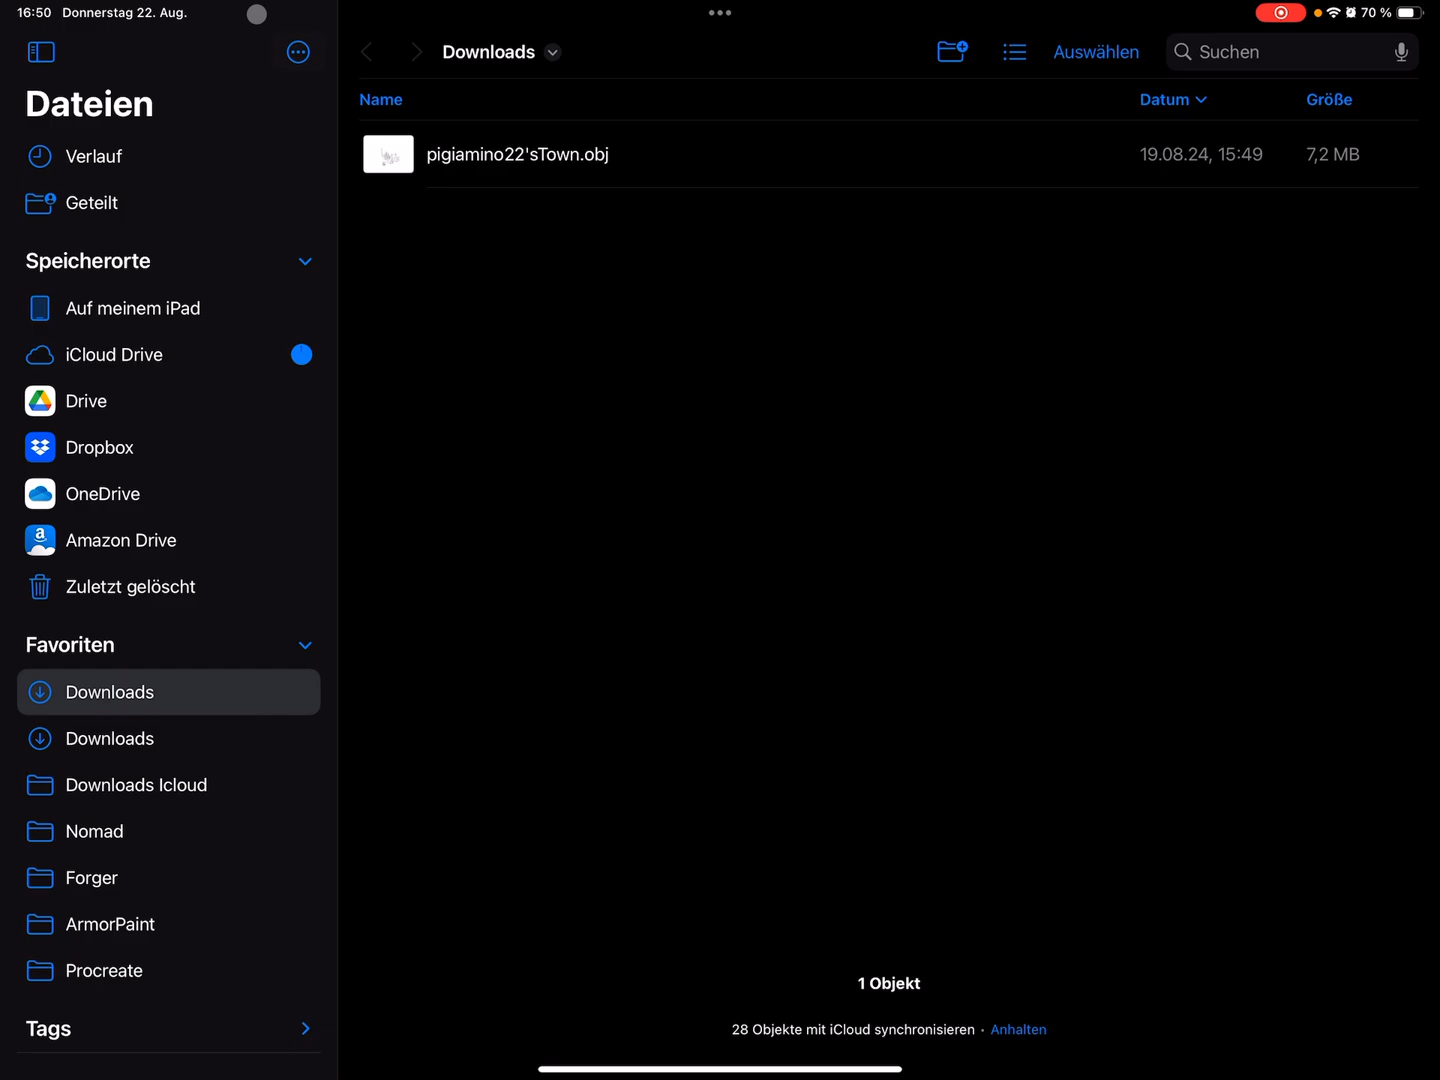 16:50 Donnerstag 22. Aug.
70 %
Dateien
Verlauf
Geteilt
Speicherorte
Auf meinem iPad
iCloud Drive
Drive
Dropbox
OneDrive
Amazon Drive
Zuletzt gelöscht
Favoriten
Downloads
Downloads
Downloads Icloud
Nomad
Forger
ArmorPaint
Procreate
Tags
Downloads
Auswählen
Suchen
Name Datum Größe
pigiamino22'sTown.obj 19.08.24, 15:49 7,2 MB
1 Objekt
28 Objekte mit iCloud synchronisieren · Anhalten